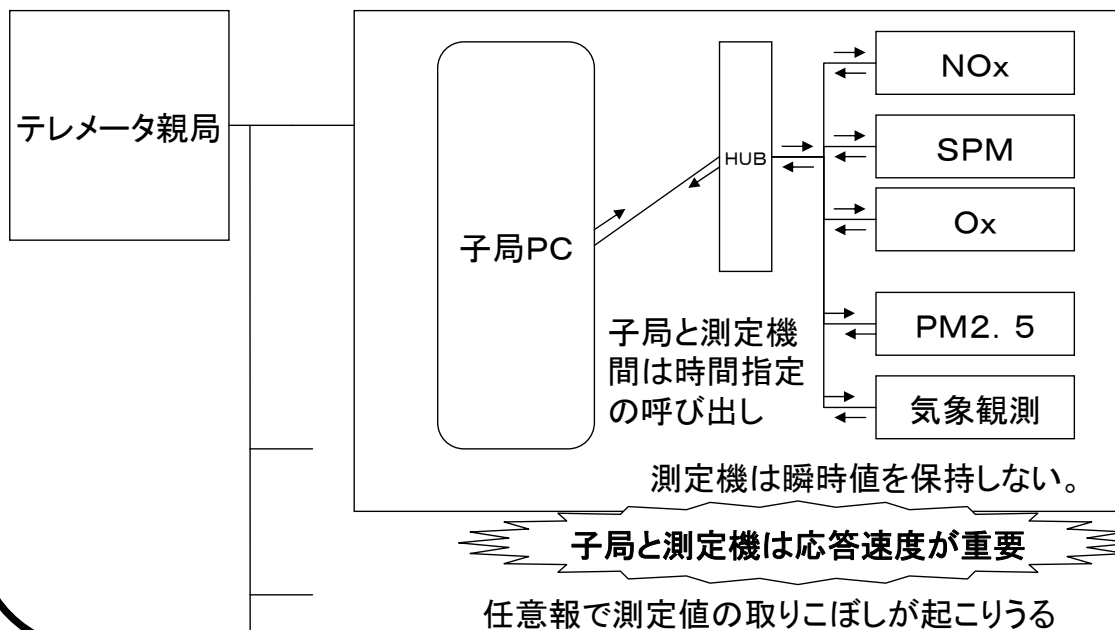 テレメータ親局
子局PC
HUB
NOx
SPM
Ox
PM2.5
気象観測
子局と測定機
間は時間指定
の呼び出し
測定機は瞬時値を保持しない。
子局と測定機は応答速度が重要
任意報で測定値の取りこぼしが起こりうる